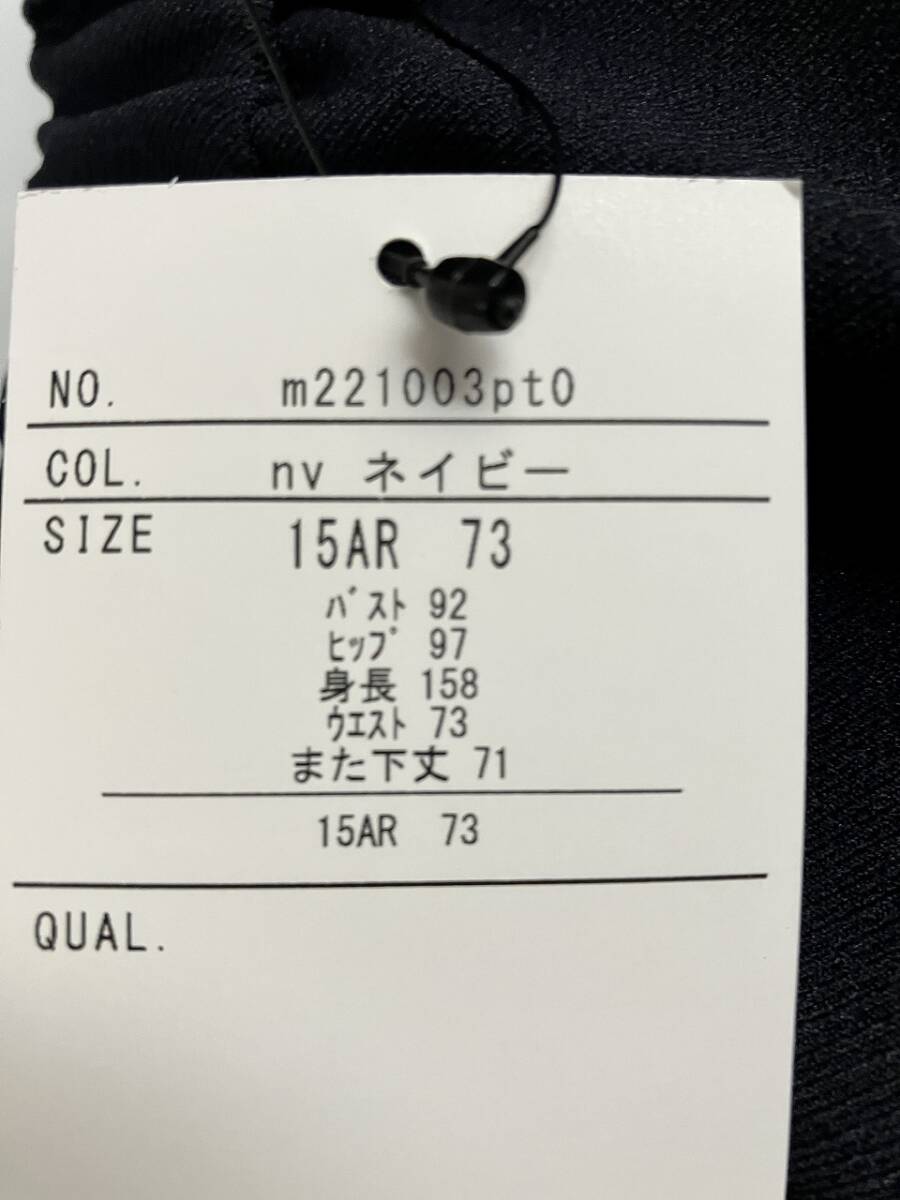 NO. m221003pt0
COL. nv ネイビー
SIZE 15AR 73
ﾊﾞｽﾄ 92
ﾋｯﾌﾟ 97
身長 158
ｳｴｽﾄ 73
また下丈 71
15AR 73
QUAL.